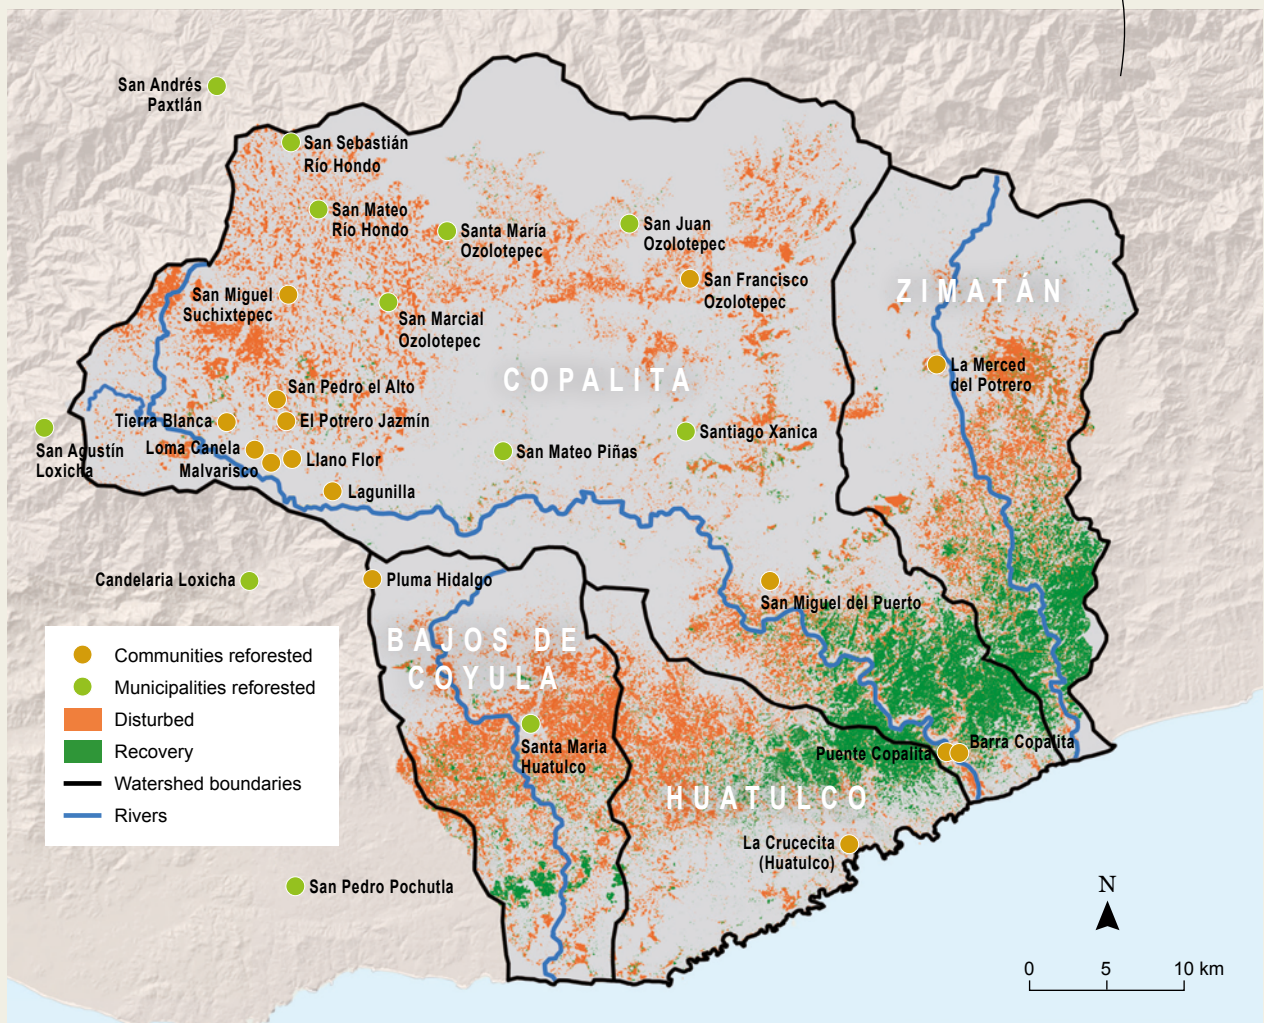 San Andrés
Paxtlán
San Sebastián
Río Hondo
San Mateo
Río Hondo
Santa María
Ozolotepec
San Juan
Ozolotepec
San Francisco
Ozolotepec
ZIMATÁN
San Miguel
Suchixtepec
San Marcial
Ozolotepec
La Merced
del Potrero
COPALITA
San Pedro el Alto
Tierra Blanca
El Potrero Jazmín
Santiago Xanica
San Agustín
Loxicha
Loma Canela
Malvarisco
Llano Flor
San Mateo Piñas
Lagunilla
Candelaria Loxicha
Pluma Hidalgo
San Miguel del Puerto
BAJOS DE
COYULA
Communities reforested
Municipalities reforested
Disturbed
Recovery
Watershed boundaries
Rivers
Santa Maria
Huatulco
Puente Copalita
Barra Copalita
HUATULCO
La Crucecita
(Huatulco)
San Pedro Pochutla
N
0 5 10 km